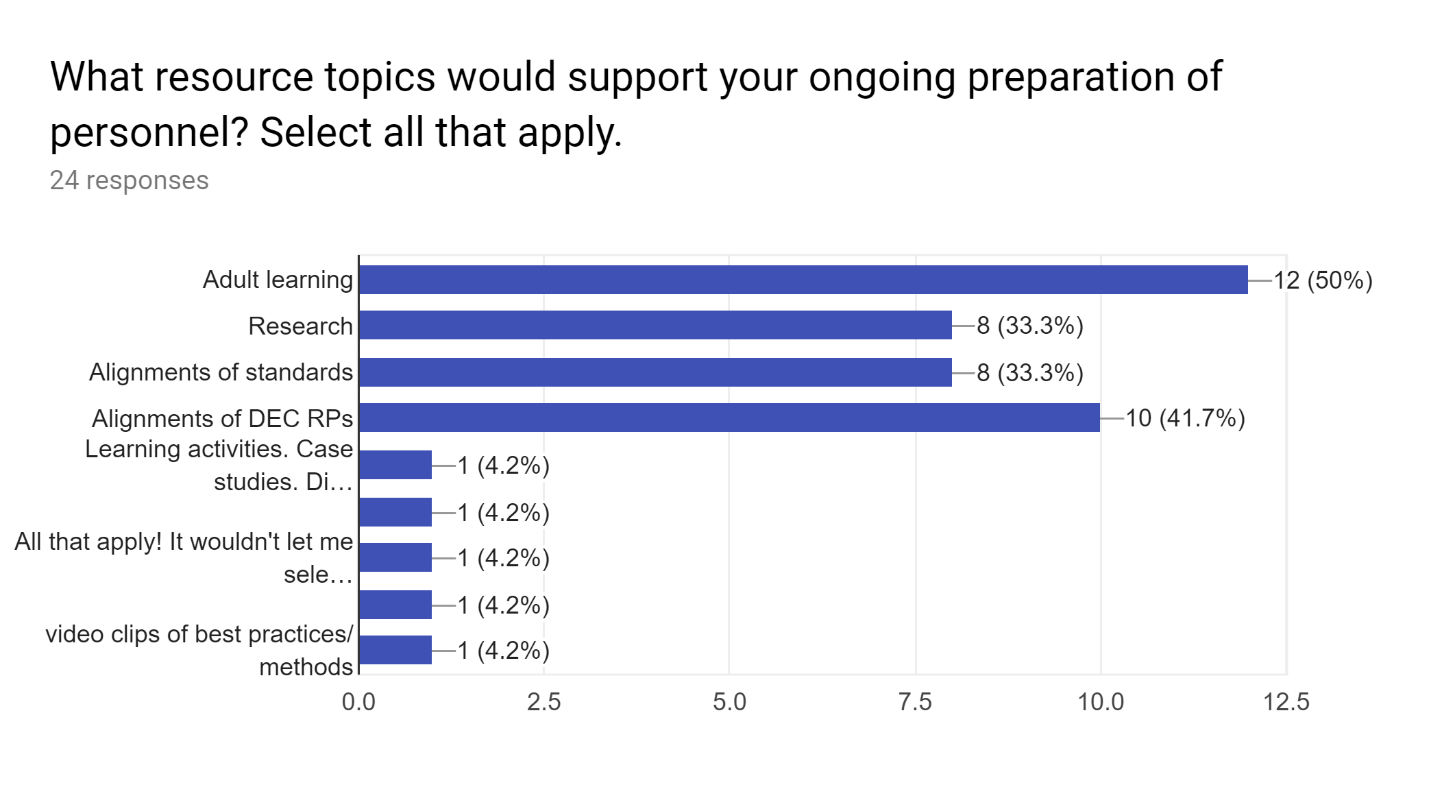 What resource topics would support your ongoing preparation of
personnel? Select all that apply.
24 responses
Adult learning
12 (50%)
Research
8 (33.3%)
Alignments of standards
8 (33.3%)
Alignments of DEC RPs
10 (41.7%)
Learning activities. Case
studies. Di…
1 (4.2%)
1 (4.2%)
All that apply! It wouldn't let me
sele…
1 (4.2%)
1 (4.2%)
video clips of best practices/
methods
1 (4.2%)
0.0
2.5
5.0
7.5
10.0
12.5